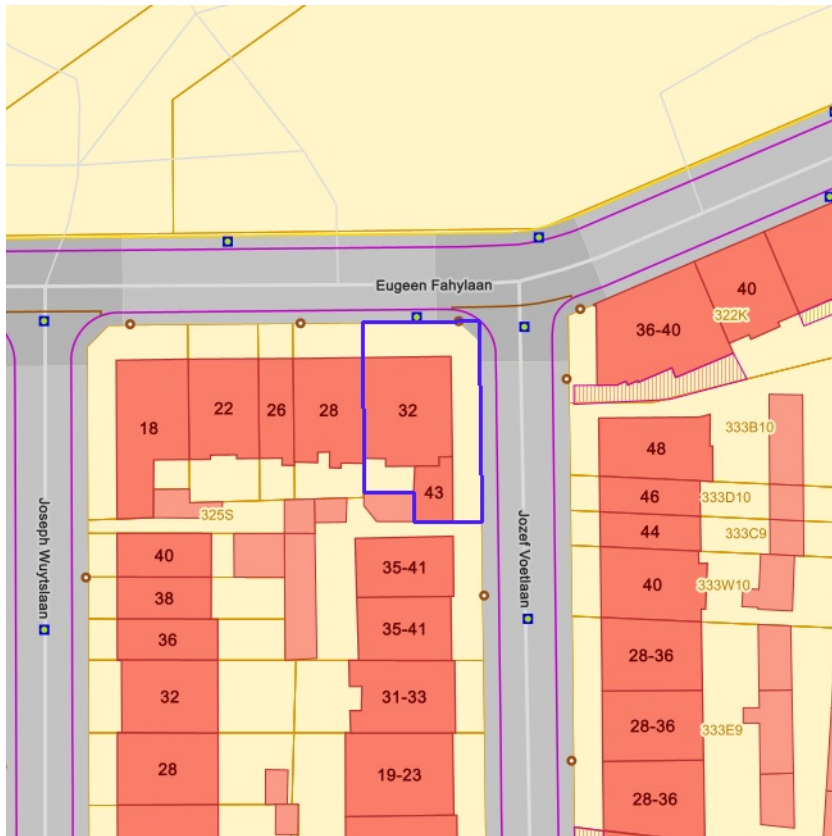 Eugeen Fahylaan
40
322K
36-40
22
26
28
32
18
48
333B10
43
46
333D10
325S
44
333C9
Joseph Wuytslaan
Jozef Voetlaan
40
35-41
40
333W10
38
36
35-41
28-36
32
31-33
28-36
333E9
28
19-23
28-36